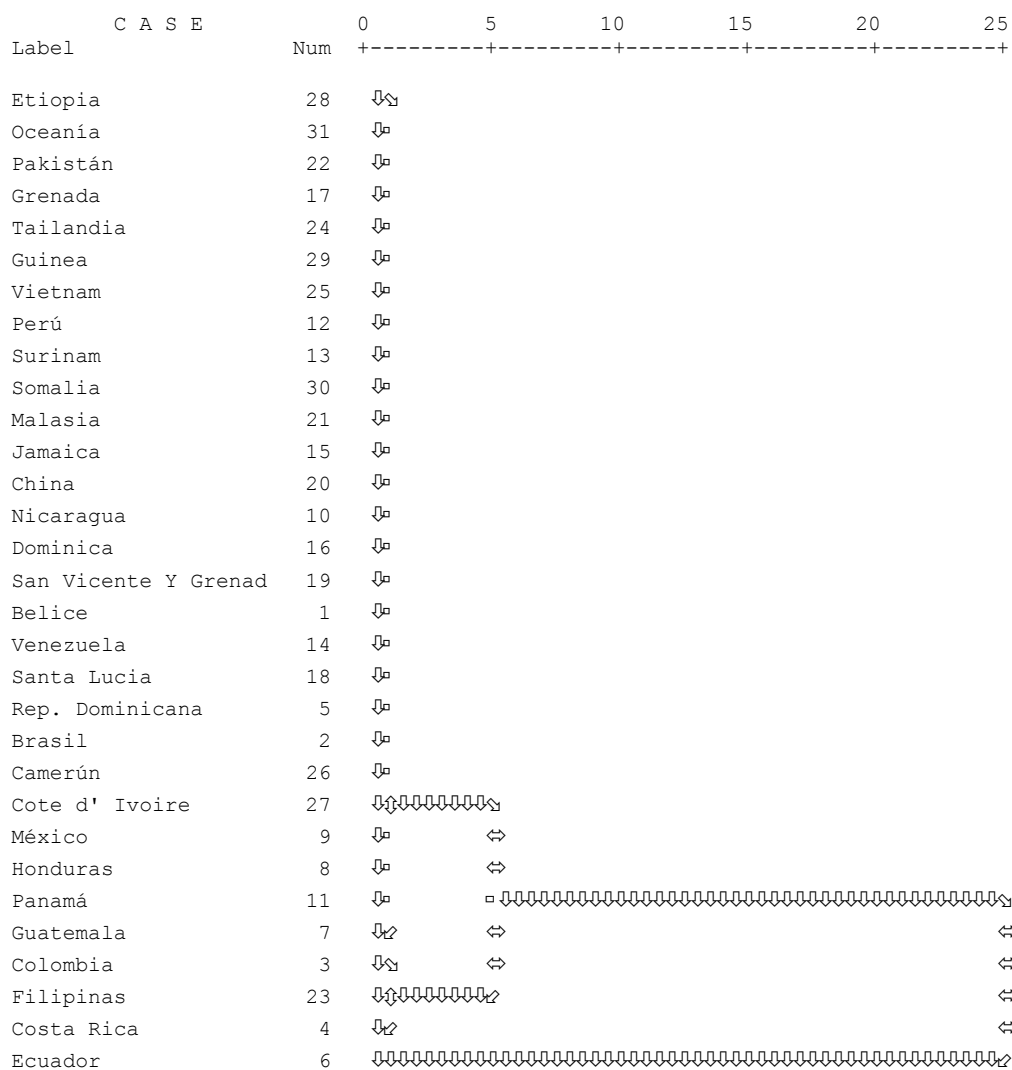 C A S E 0 5 10 15 20 25
Label Num +---------+---------+---------+---------+---------+
Etiopia 28 ⇩⇘
Oceanía 31 ⇩▫
Pakistán 22 ⇩▫
Grenada 17 ⇩▫
Tailandia 24 ⇩▫
Guinea 29 ⇩▫
Vietnam 25 ⇩▫
Perú 12 ⇩▫
Surinam 13 ⇩▫
Somalia 30 ⇩▫
Malasia 21 ⇩▫
Jamaica 15 ⇩▫
China 20 ⇩▫
Nicaragua 10 ⇩▫
Dominica 16 ⇩▫
San Vicente Y Grenad 19 ⇩▫
Belice 1 ⇩▫
Venezuela 14 ⇩▫
Santa Lucia 18 ⇩▫
Rep. Dominicana 5 ⇩▫
Brasil 2 ⇩▫
Camerún 26 ⇩▫
Cote d' Ivoire 27 ⇩⇳⇩⇩⇩⇩⇩⇩⇩⇘
México 9 ⇩▫ ⇔
Honduras 8 ⇩▫ ⇔
Panamá 11 ⇩▫ ▫⇩⇩⇩⇩⇩⇩⇩⇩⇩⇩⇩⇩⇩⇩⇩⇩⇩⇩⇩⇩⇩⇩⇩⇩⇩⇩⇩⇩⇩⇩⇩⇩⇩⇩⇩⇩⇩⇩⇩⇘
Guatemala 7 ⇩⇙ ⇔ ⇔
Colombia 3 ⇩⇘ ⇔ ⇔
Filipinas 23 ⇩⇳⇩⇩⇩⇩⇩⇩⇩⇙ ⇔
Costa Rica 4 ⇩⇙ ⇔
Ecuador 6 ⇩⇩⇩⇩⇩⇩⇩⇩⇩⇩⇩⇩⇩⇩⇩⇩⇩⇩⇩⇩⇩⇩⇩⇩⇩⇩⇩⇩⇩⇩⇩⇩⇩⇩⇩⇩⇩⇩⇩⇩⇩⇩⇩⇩⇩⇩⇩⇩⇩⇙